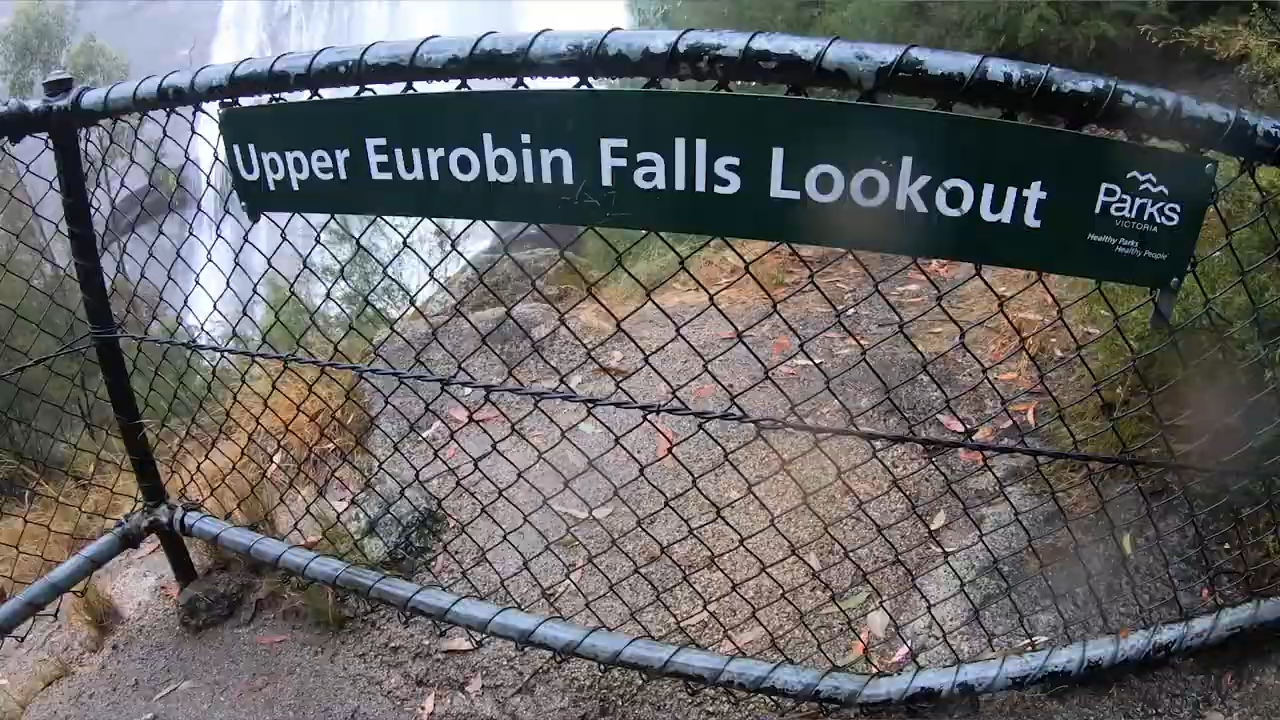 Upper Eurobin Falls Lookout
Parks
VICTORIA
Healthy Parks
Healthy People